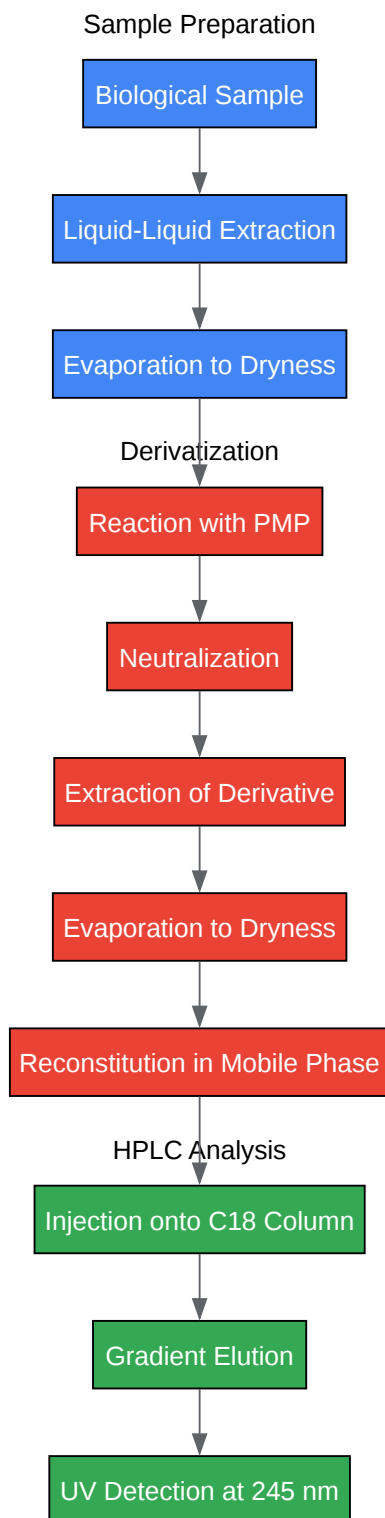 Sample Preparation
Biological Sample
Liquid-Liquid Extraction
Evaporation to Dryness
Derivatization
Reaction with PMP
Neutralization
Extraction of Derivative
Evaporation to Dryness
Reconstitution in Mobile Phase
HPLC Analysis
Injection onto C18 Column
Gradient Elution
UV Detection at 245 nm